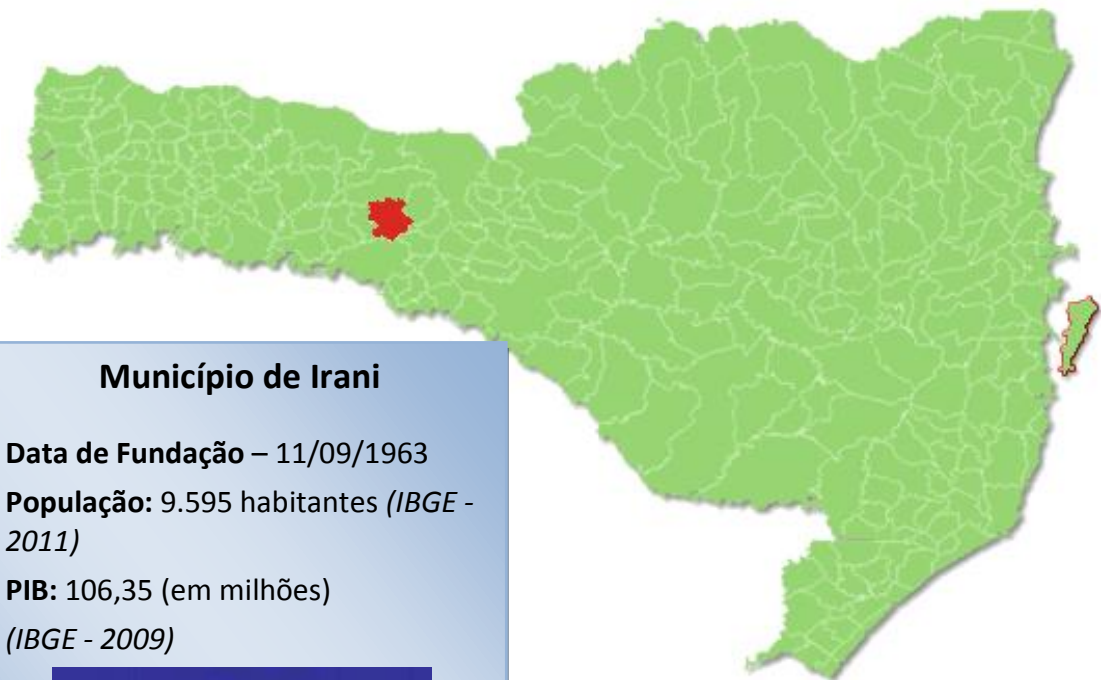 Município de Irani
Data de Fundação – 11/09/1963
População: 9.595 habitantes (IBGE -
2011)
PIB: 106,35 (em milhões)
(IBGE - 2009)